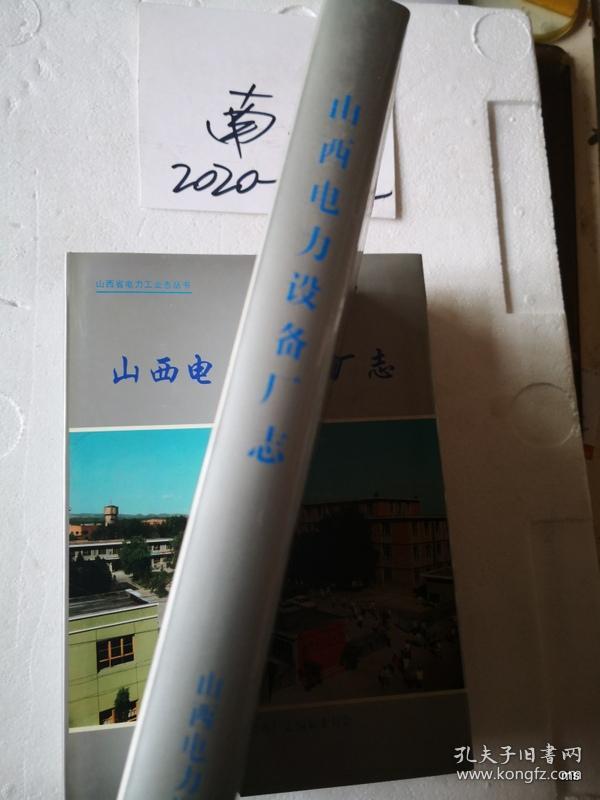 南
2020-
山西电力设备厂志
山西省电力工业志丛书
山西电 厂志
山西电力
孔夫子旧书网
www.kongfz.com
ms